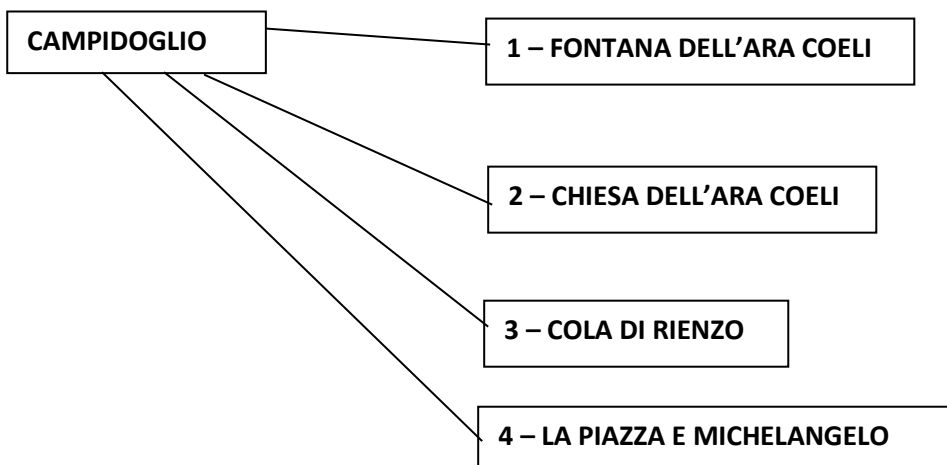 CAMPIDOGLIO
1 – FONTANA DELL’ARA COELI
2 – CHIESA DELL’ARA COELI
3 – COLA DI RIENZO
4 – LA PIAZZA E MICHELANGELO